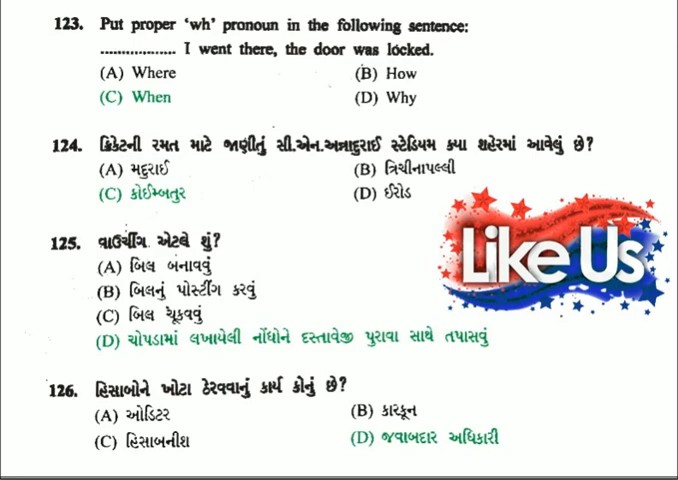 123. Put proper ‘wh’ pronoun in the following sentence:
.................. I went there, the door was locked.
(A) Where (B) How
(C) When (D) Why
124. ક્રિકેટની રમત માટે જાણીતું સી.એન.અન્નાદુરાઈ સ્ટેડિયમ ક્યા શહેરમાં આવેલું છે?
(A) મદુરાઈ (B) ત્રિચીનાપલ્લી
(C) કોઈમ્બતુર (D) ઈરોડ
Like Us
125. વાઉચીંગ એટલે શું?
(A) બિલ બનાવવું
(B) બિલનું પોસ્ટીંગ કરવું
(C) બિલ ચૂકવવું
(D) ચોપડામાં લખાયેલી નોંધોને દસ્તાવેજી પુરાવા સાથે તપાસવું
126. હિસાબોને ખોટા ઠેરવવાનું કાર્ય કોનું છે?
(A) ઓડિટર (B) કારકૂન
(C) હિસાબનીશ (D) જવાબદાર અધિકારી